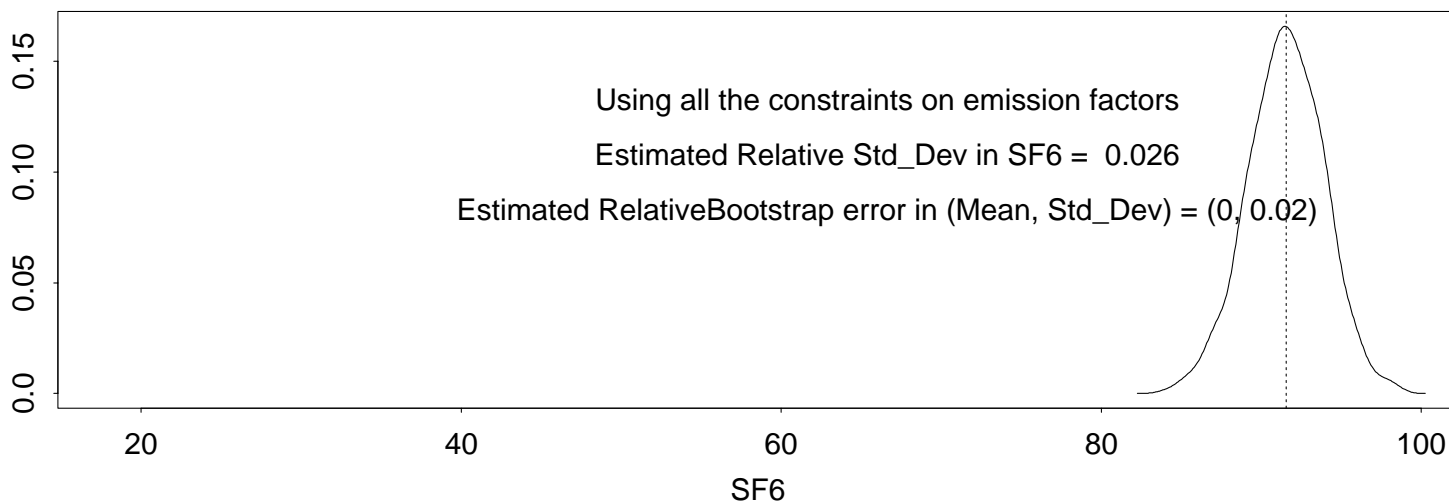 0.15
0.10
0.05
0.0
Using all the constraints on emission factors
Estimated Relative Std_Dev in SF6 = 0.026
Estimated RelativeBootstrap error in (Mean, Std_Dev) = (0, 0.02)
20 40 60 80 100
SF6